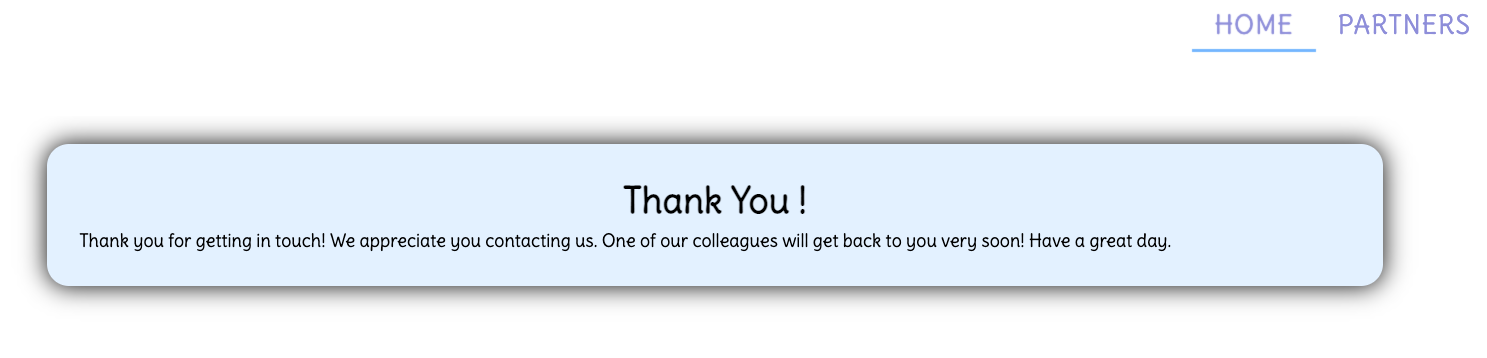 HOME PARTNERS
Thank You !
Thank you for getting in touch! We appreciate you contacting us. One of our colleagues will get back to you very soon! Have a great day.